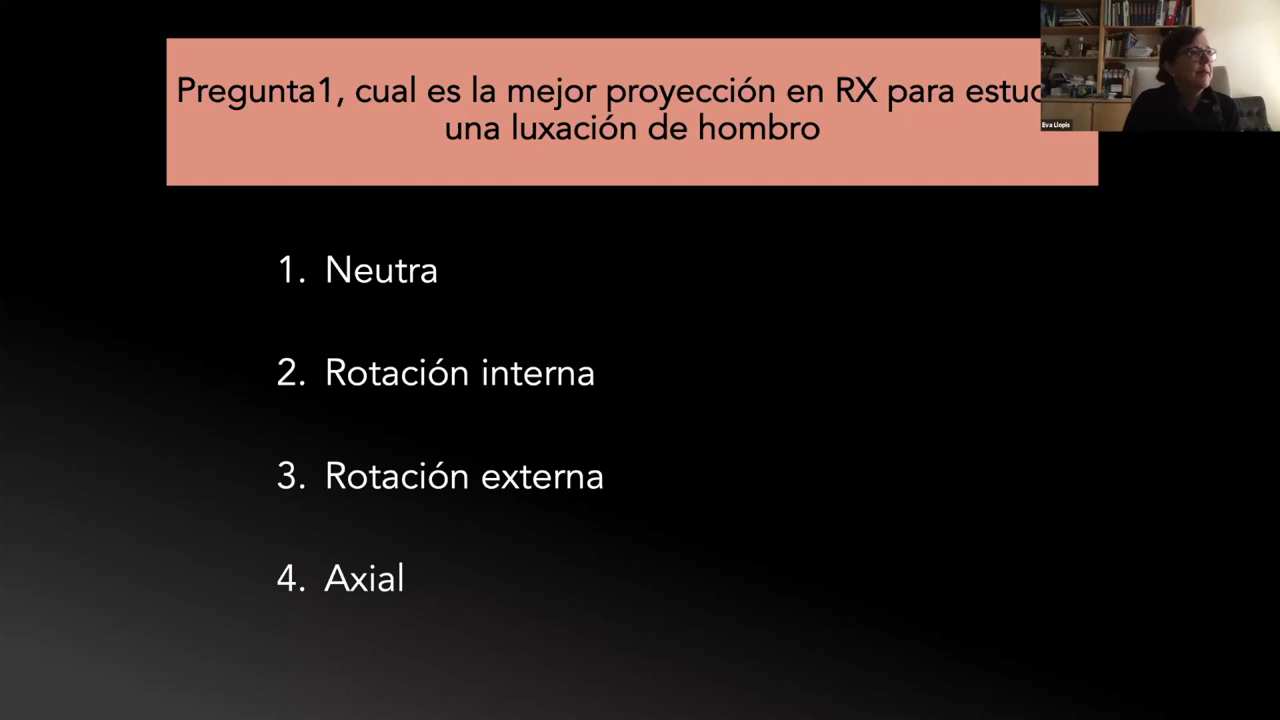 Pregunta1, cual es la mejor proyección en RX para
una luxación de hombro
Eva Llopis
1. Neutra
2. Rotación interna
3. Rotación externa
4. Axial